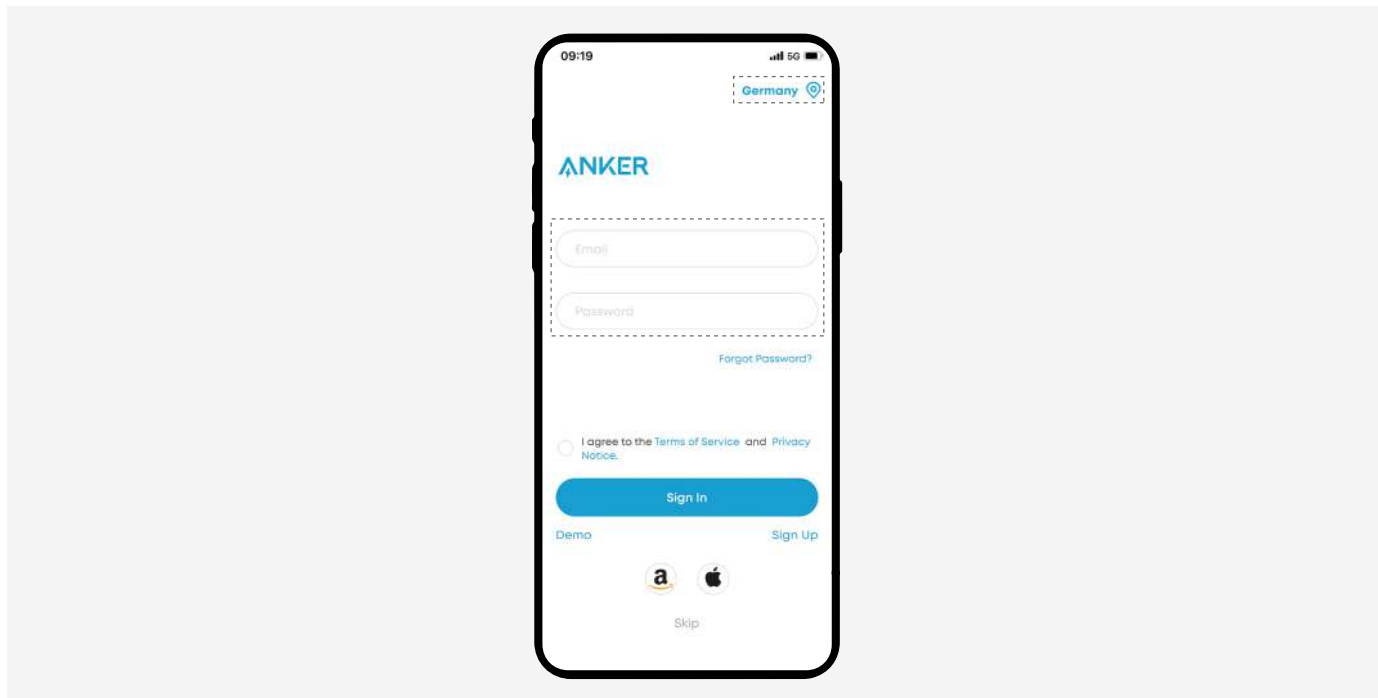 09:19 5G
Germany
ANKER
Email
Password
Forgot Password?
I agree to the Terms of Service and Privacy
Notice.
Sign In
Demo Sign Up
a
Skip